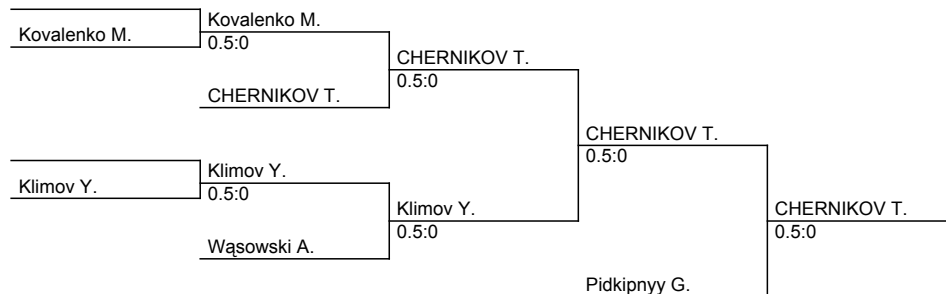 Kovalenko M.
Kovalenko M.
0.5:0
CHERNIKOV T.
0.5:0
CHERNIKOV T.
CHERNIKOV T.
0.5:0
Klimov Y.
Klimov Y.
0.5:0
Klimov Y.
0.5:0
CHERNIKOV T.
0.5:0
Wąsowski A.
Pidkipnyy G.